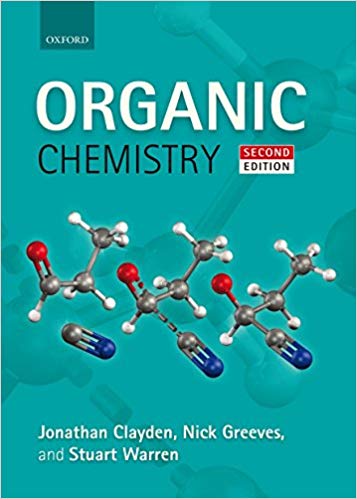 OXFORD
ORGANIC
CHEMISTRY
SECOND
EDITION
Jonathan Clayden, Nick Greeves,
and Stuart Warren